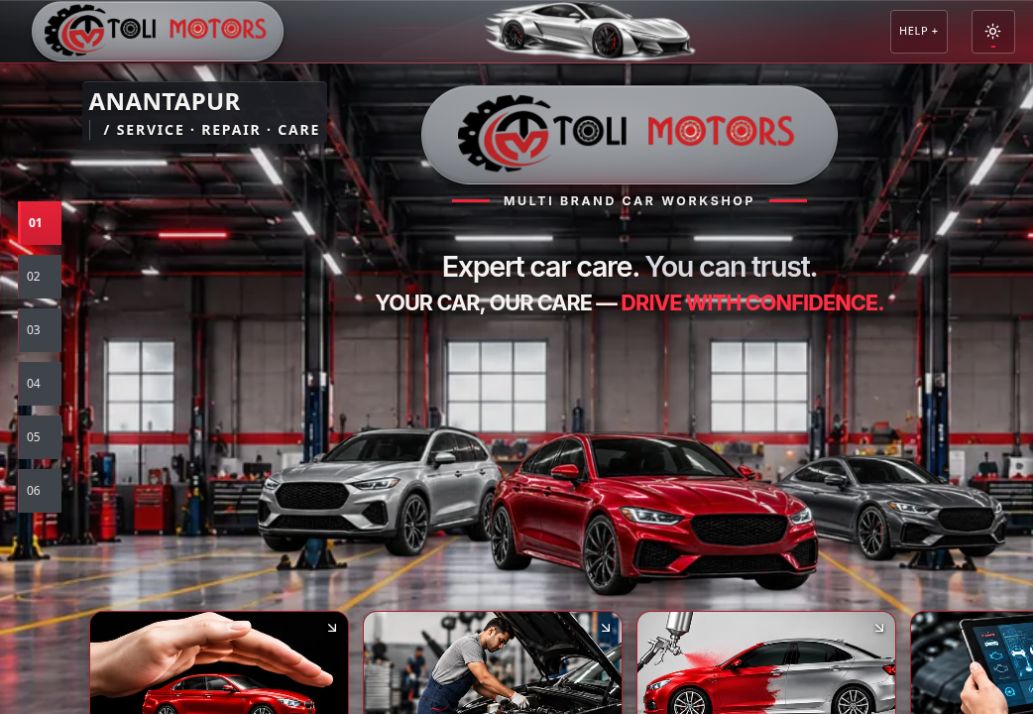 TOLI MOTORS
HELP +
ANANTAPUR
/ SERVICE · REPAIR · CARE
TOLI MOTORS
MULTI BRAND CAR WORKSHOP
Expert car care. You can trust.
YOUR CAR, OUR CARE — DRIVE WITH CONFIDENCE.
01
02
03
04
05
06